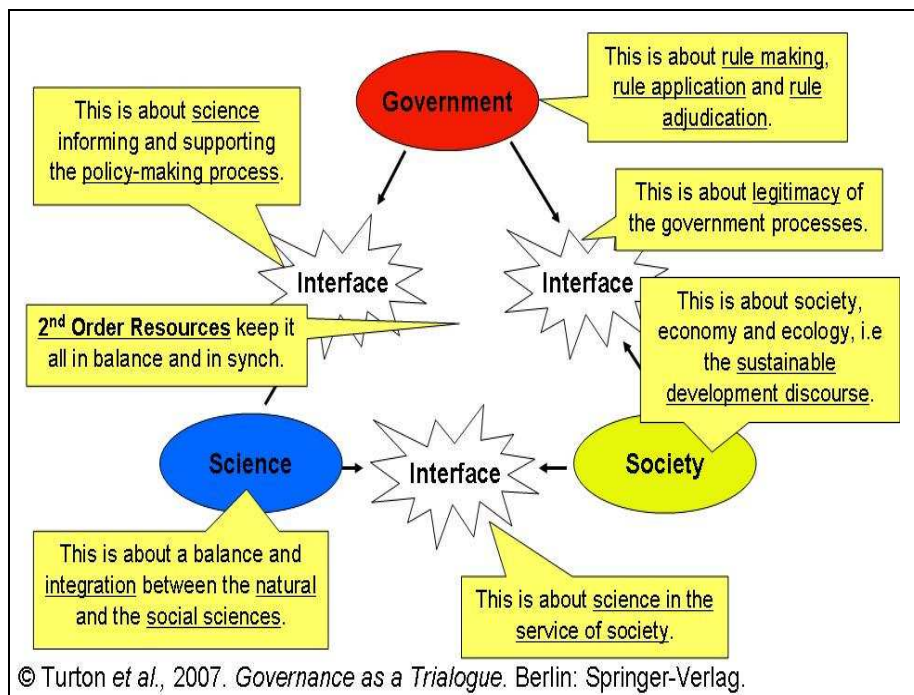 Government
This is about rule making,
rule application and rule
adjudication.
This is about science
informing and supporting
the policy-making process.
This is about legitimacy of
the government processes.
Interface
Interface
2nd Order Resources keep it
all in balance and in synch.
This is about society,
economy and ecology, i.e
the sustainable
development discourse.
Science
Interface
Society
This is about a balance and
integration between the natural
and the social sciences.
This is about science in the
service of society.
© Turton et al., 2007. Governance as a Trialogue. Berlin: Springer-Verlag.